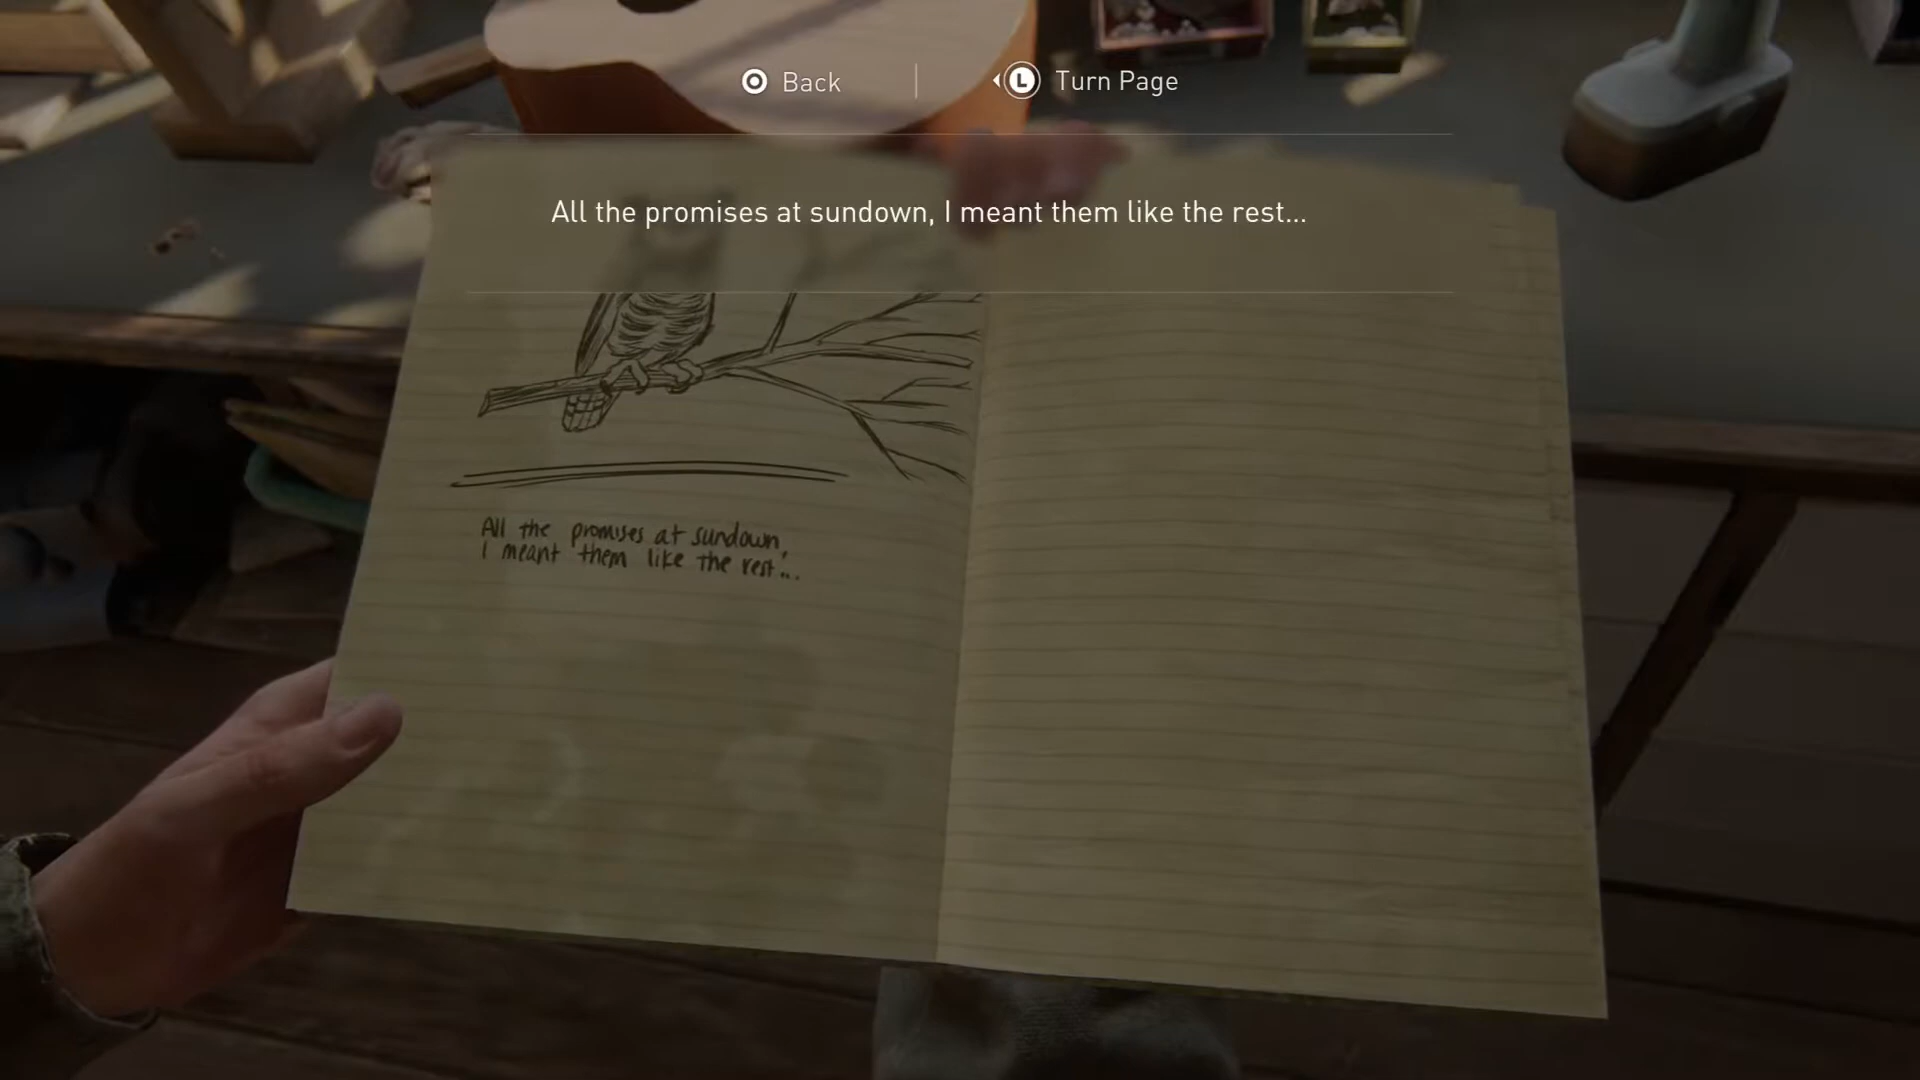 Back
L Turn Page
All the promises at sundown, I meant them like the rest...
All the promises at sundown,
I meant them like the rest...